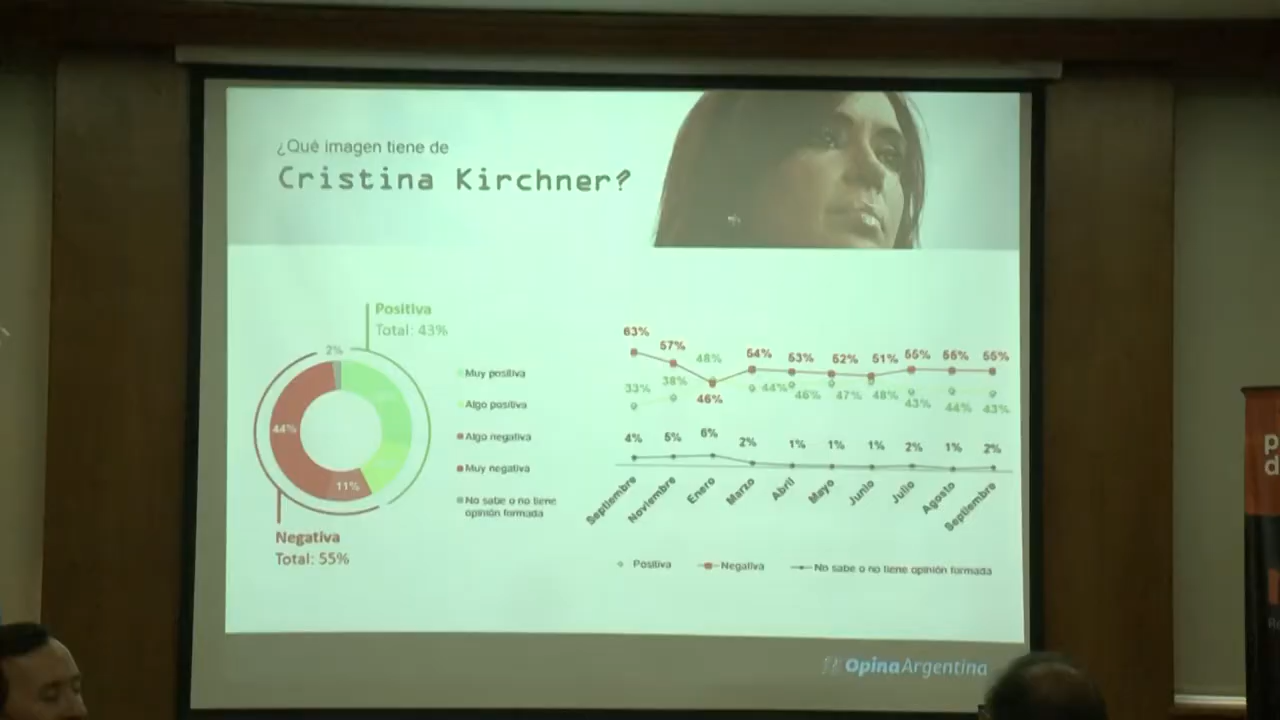 ¿Qué imagen tiene de
Cristina Kirchner?
Positiva
Total: 43%
2%
44%
11%
Negativa
Total: 55%
Muy positiva
Algo positiva
Algo negativa
Muy negativa
No sabe o no tiene
opinión formada
63% 57% 48% 54% 53% 52% 51% 55% 55% 55%
33% 38% 46% 44% 46% 47% 48% 43% 44% 43%
4% 5% 6% 2% 1% 1% 1% 2% 1% 2%
Septiembre Noviembre Enero Marzo Abril Mayo Junio Julio Agosto Septiembre
Positiva Negativa No sabe o no tiene opinión formada
OpinaArgentina